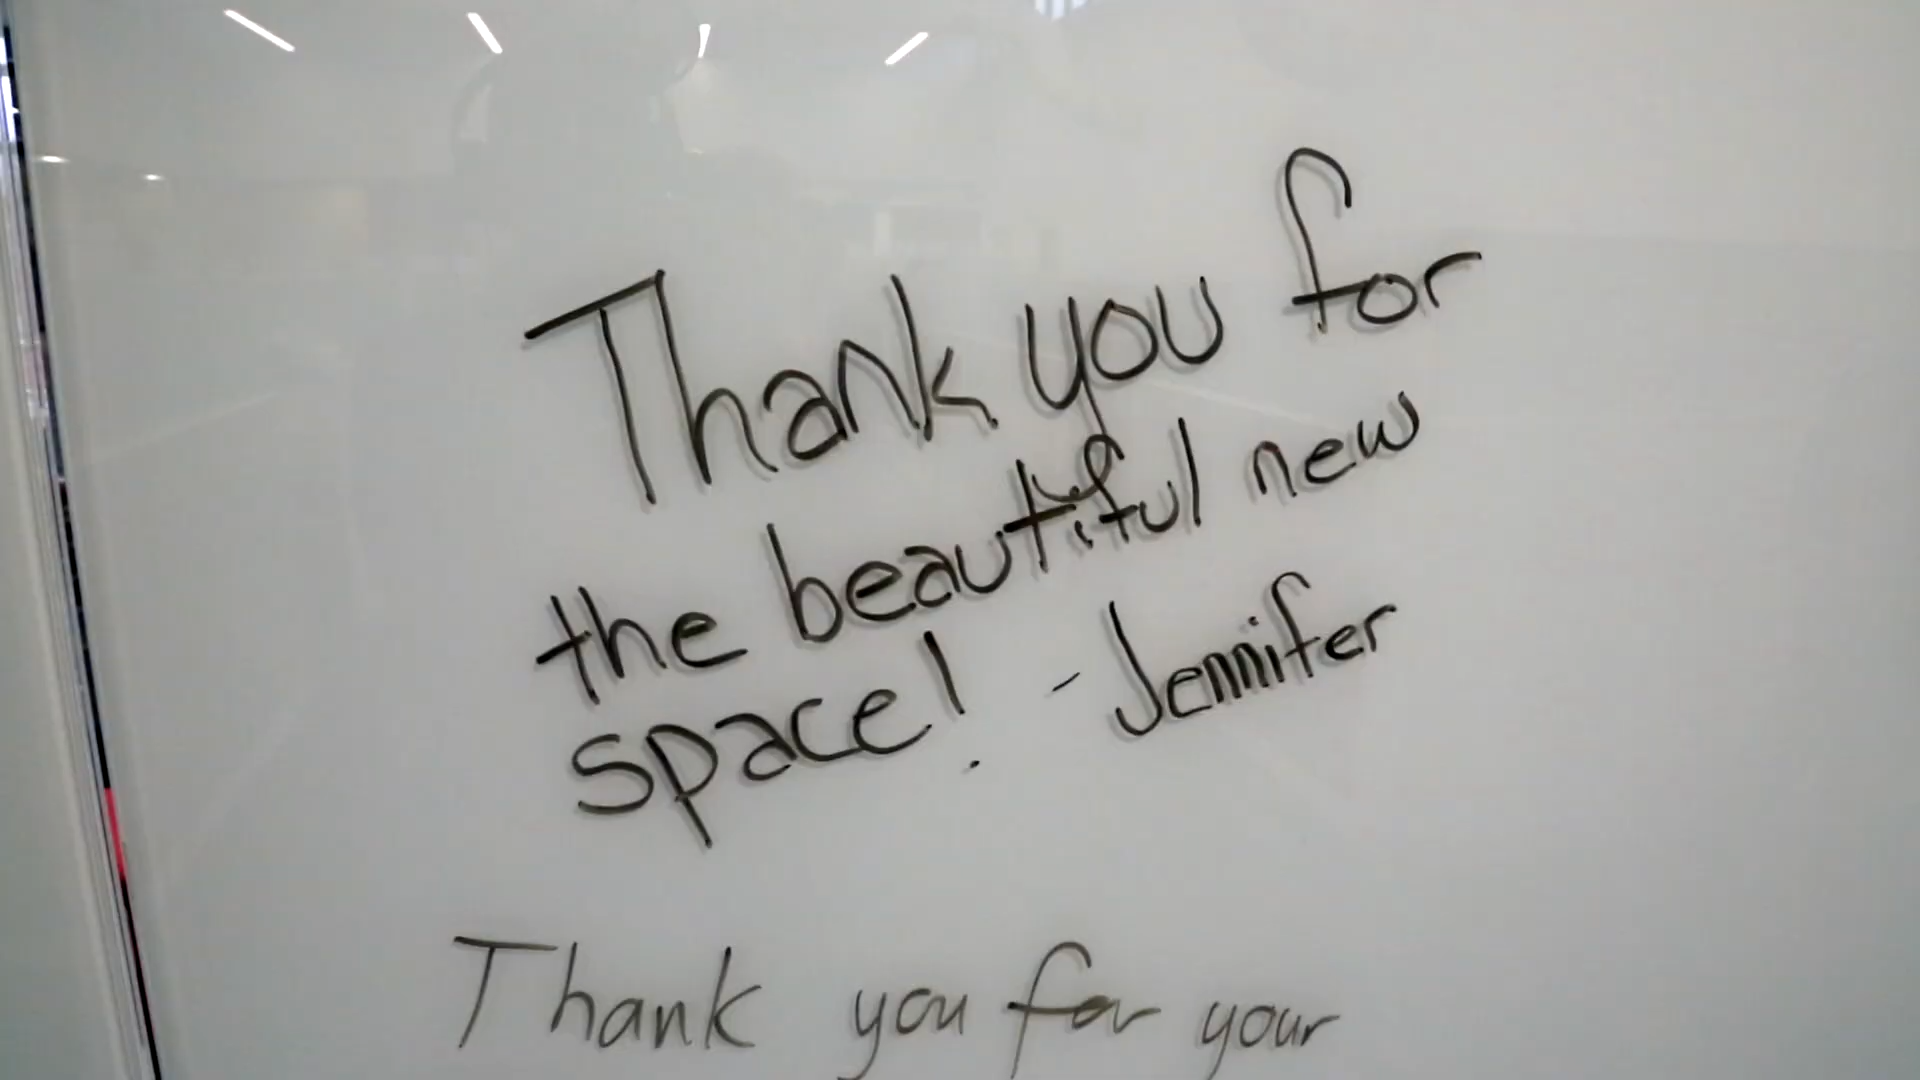 Thank you for
the beautiful new
space! - Jennifer
Thank you for your